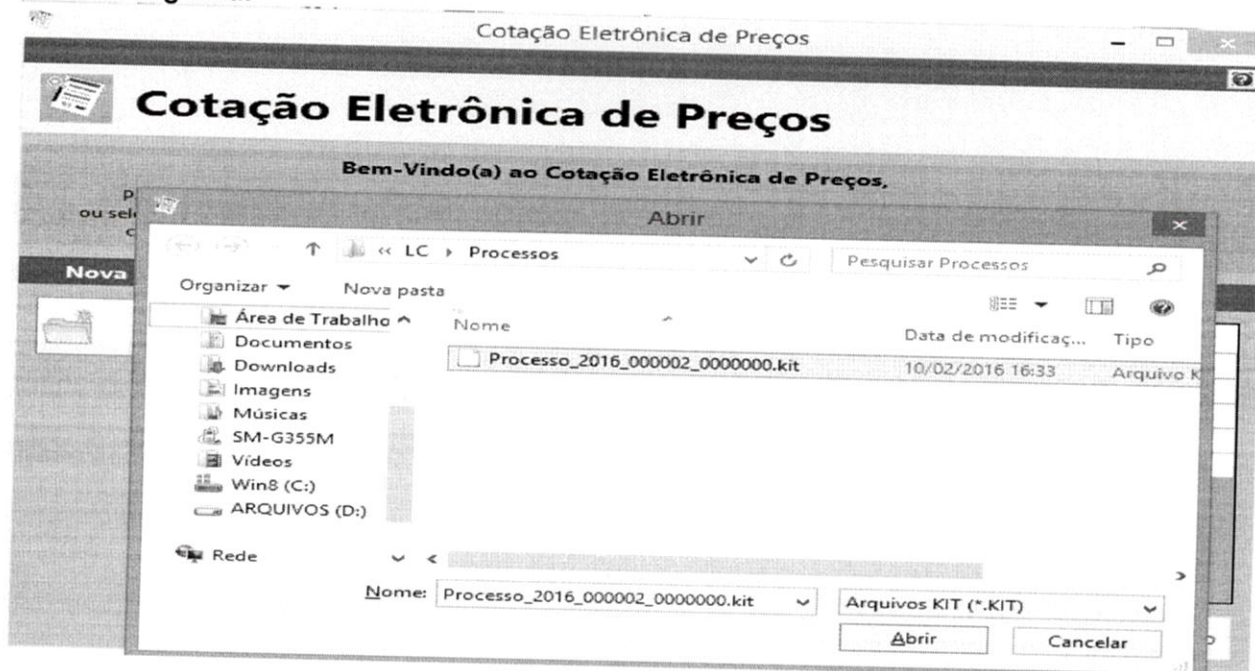 Cotação Eletrônica de Preços
Cotação Eletrônica de Preços
Bem-Vindo(a) ao Cotação Eletrônica de Preços,
P
ou sel
c
Abrir
« LC Processos
Pesquisar Processos
Nova
Organizar Nova pasta
Área de Trabalho
Documentos
Downloads
Imagens
Músicas
SM-G355M
Vídeos
Win8 (C:)
ARQUIVOS (D:)
Rede
Nome Data de modificaç... Tipo
Processo_2016_000002_0000000.kit 10/02/2016 16:33 Arquivo K
Nome: Processo_2016_000002_0000000.kit Arquivos KIT (*.KIT)
Abrir Cancelar